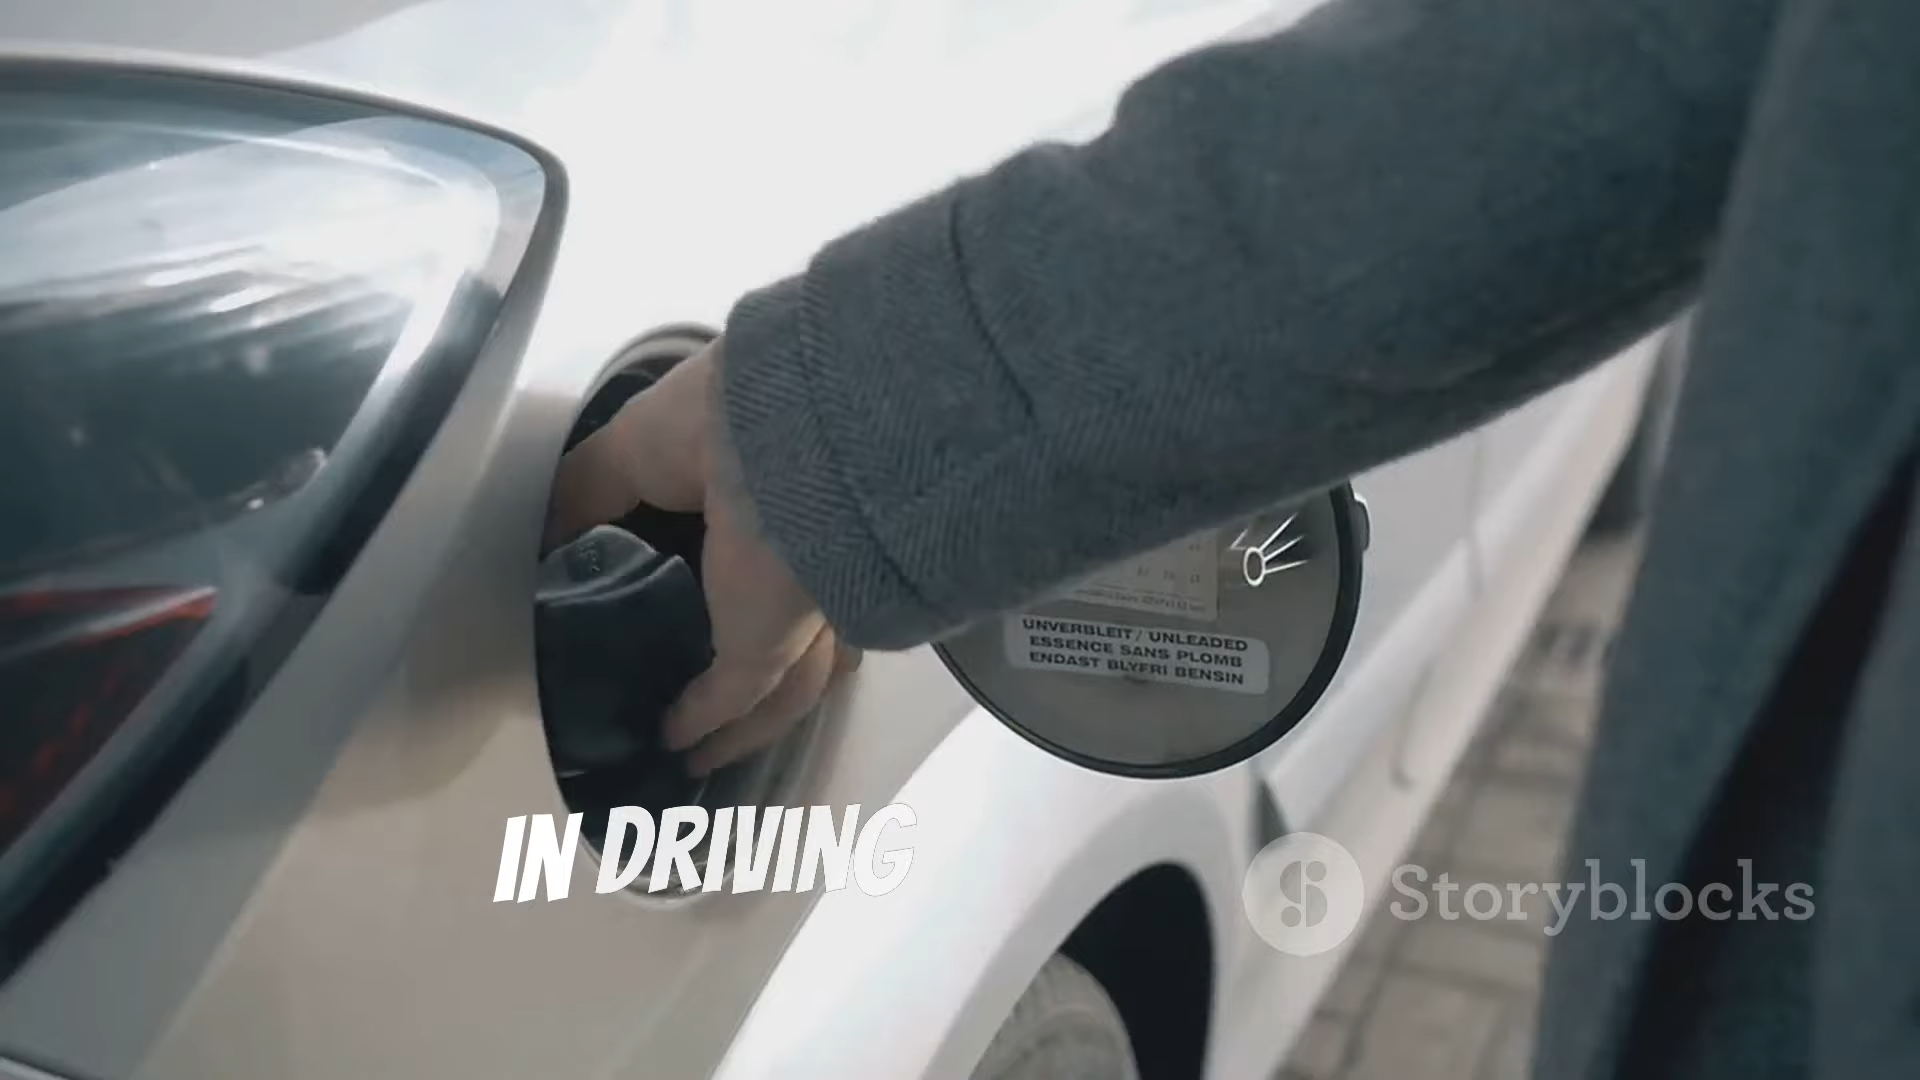 UNVERBLEIT / UNLEADED
ESSENCE SANS PLOMB
ENDAST BLYFRI BENSIN
IN DRIVING
Storyblocks